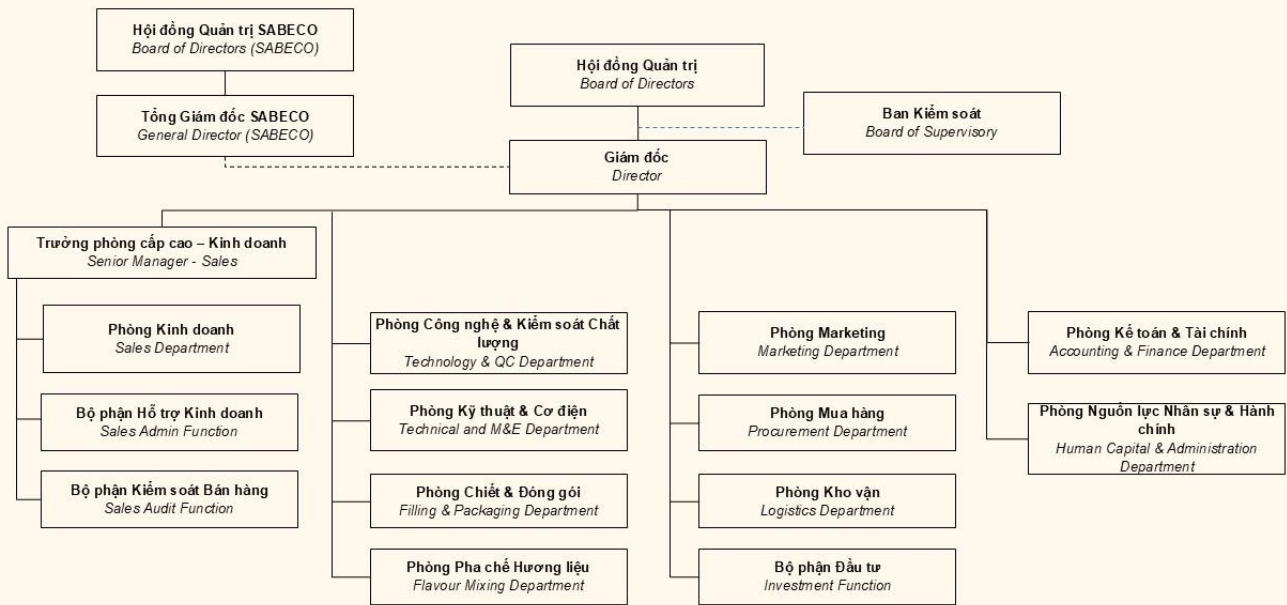 Hội đồng Quản trị SABECO
Board of Directors (SABECO)
Tổng Giám đốc SABECO
General Director (SABECO)
Hội đồng Quản trị
Board of Directors
Ban Kiểm soát
Board of Supervisory
Giám đốc
Director
Trưởng phòng cấp cao – Kinh doanh
Senior Manager - Sales
Phòng Kinh doanh
Sales Department
Bộ phận Hỗ trợ Kinh doanh
Sales Admin Function
Bộ phận Kiểm soát Bán hàng
Sales Audit Function
Phòng Công nghệ & Kiểm soát Chất
lượng
Technology & QC Department
Phòng Kỹ thuật & Cơ điện
Technical and M&E Department
Phòng Chiết & Đóng gói
Filling & Packaging Department
Phòng Pha chế Hương liệu
Flavour Mixing Department
Phòng Marketing
Marketing Department
Phòng Mua hàng
Procurement Department
Phòng Kho vận
Logistics Department
Bộ phận Đầu tư
Investment Function
Phòng Kế toán & Tài chính
Accounting & Finance Department
Phòng Nguồn lực Nhân sự & Hành
chính
Human Capital & Administration
Department